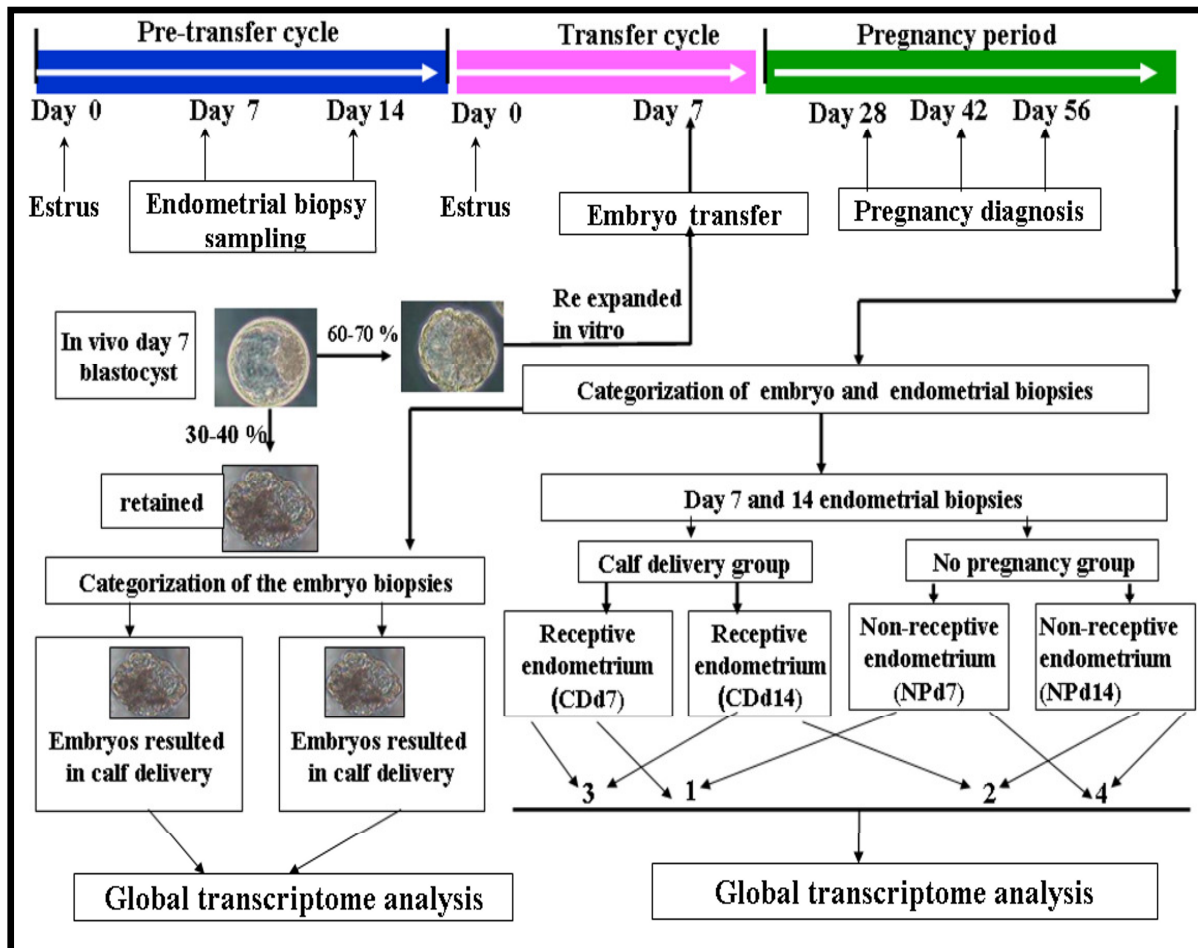 Pre-transfer cycle
Transfer cycle
Pregnancy period
Day 0
Day 7
Day 14
Day 0
Day 7
Day 28
Day 42
Day 56
Estrus
Endometrial biopsy
sampling
Estrus
Embryo transfer
Pregnancy diagnosis
In vivo day 7
blastocyst
60-70 %
Re expanded
in vitro
30-40 %
retained
Categorization of embryo and endometrial biopsies
Day 7 and 14 endometrial biopsies
Calf delivery group
No pregnancy group
Categorization of the embryo biopsies
Receptive
endometrium
(CDd7)
Receptive
endometrium
(CDd14)
Non-receptive
endometrium
(NPd7)
Non-receptive
endometrium
(NPd14)
Embryos resulted
in calf delivery
Embryos resulted
in calf delivery
3
1
2
4
Global transcriptome analysis
Global transcriptome analysis